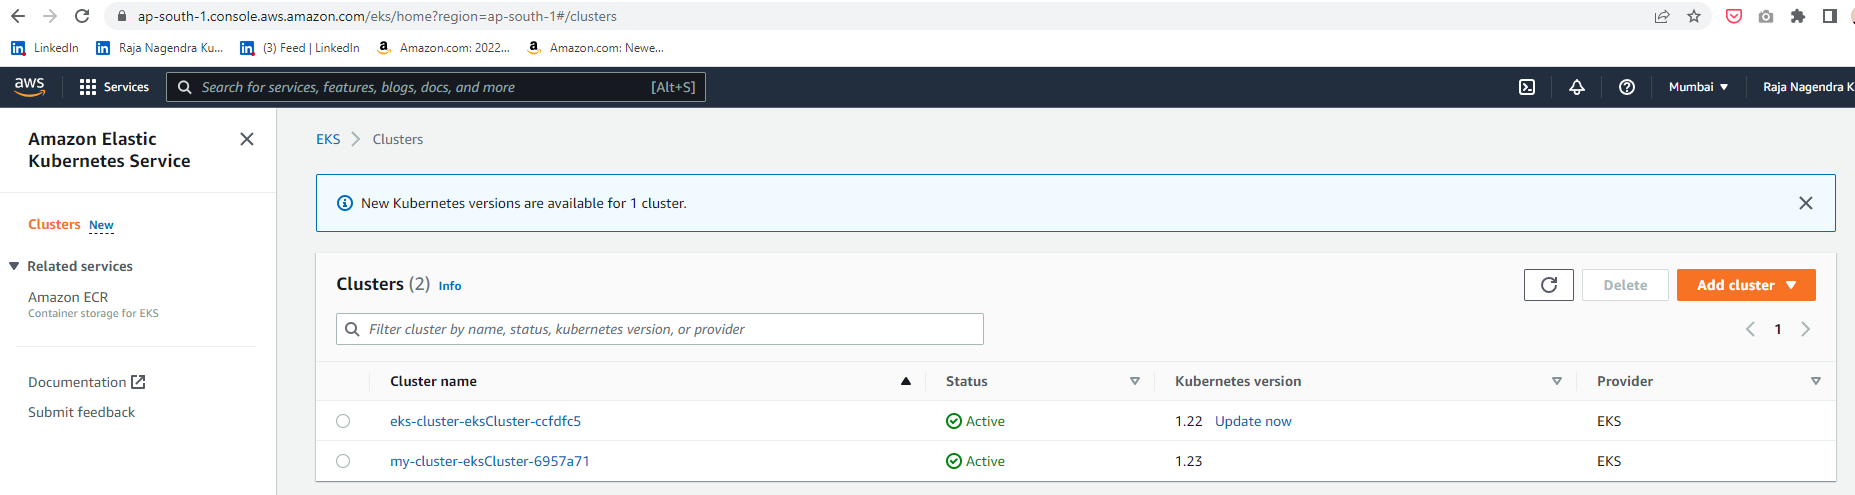 ap-south-1.console.aws.amazon.com/eks/home?region=ap-south-1#/clusters
LinkedIn Raja Nagendra Ku... (3) Feed | LinkedIn Amazon.com: 2022... Amazon.com: Newe...
aws Services Search for services, features, blogs, docs, and more [Alt+S] Mumbai Raja Nagendra K
Amazon Elastic
Kubernetes Service
Clusters New
Related services
Amazon ECR
Container storage for EKS
Documentation
Submit feedback
EKS Clusters
New Kubernetes versions are available for 1 cluster.
Clusters (2) Info Delete Add cluster
Filter cluster by name, status, kubernetes version, or provider 1
Cluster name Status Kubernetes version Provider
eks-cluster-eksCluster-ccfdfc5 Active 1.22 Update now EKS
my-cluster-eksCluster-6957a71 Active 1.23 EKS